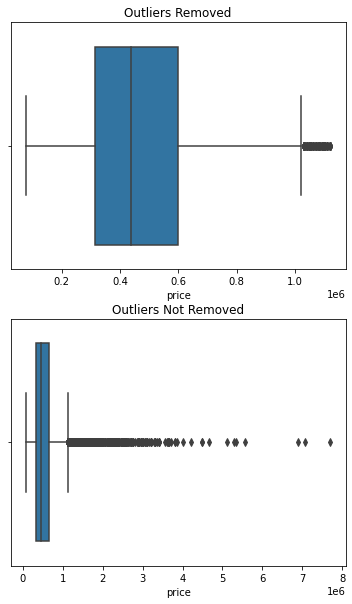 Outliers Removed
0.2 0.4 0.6 0.8 1.0
1e6
price
Outliers Not Removed
0 1 2 3 4 5 6 7 8
1e6
price